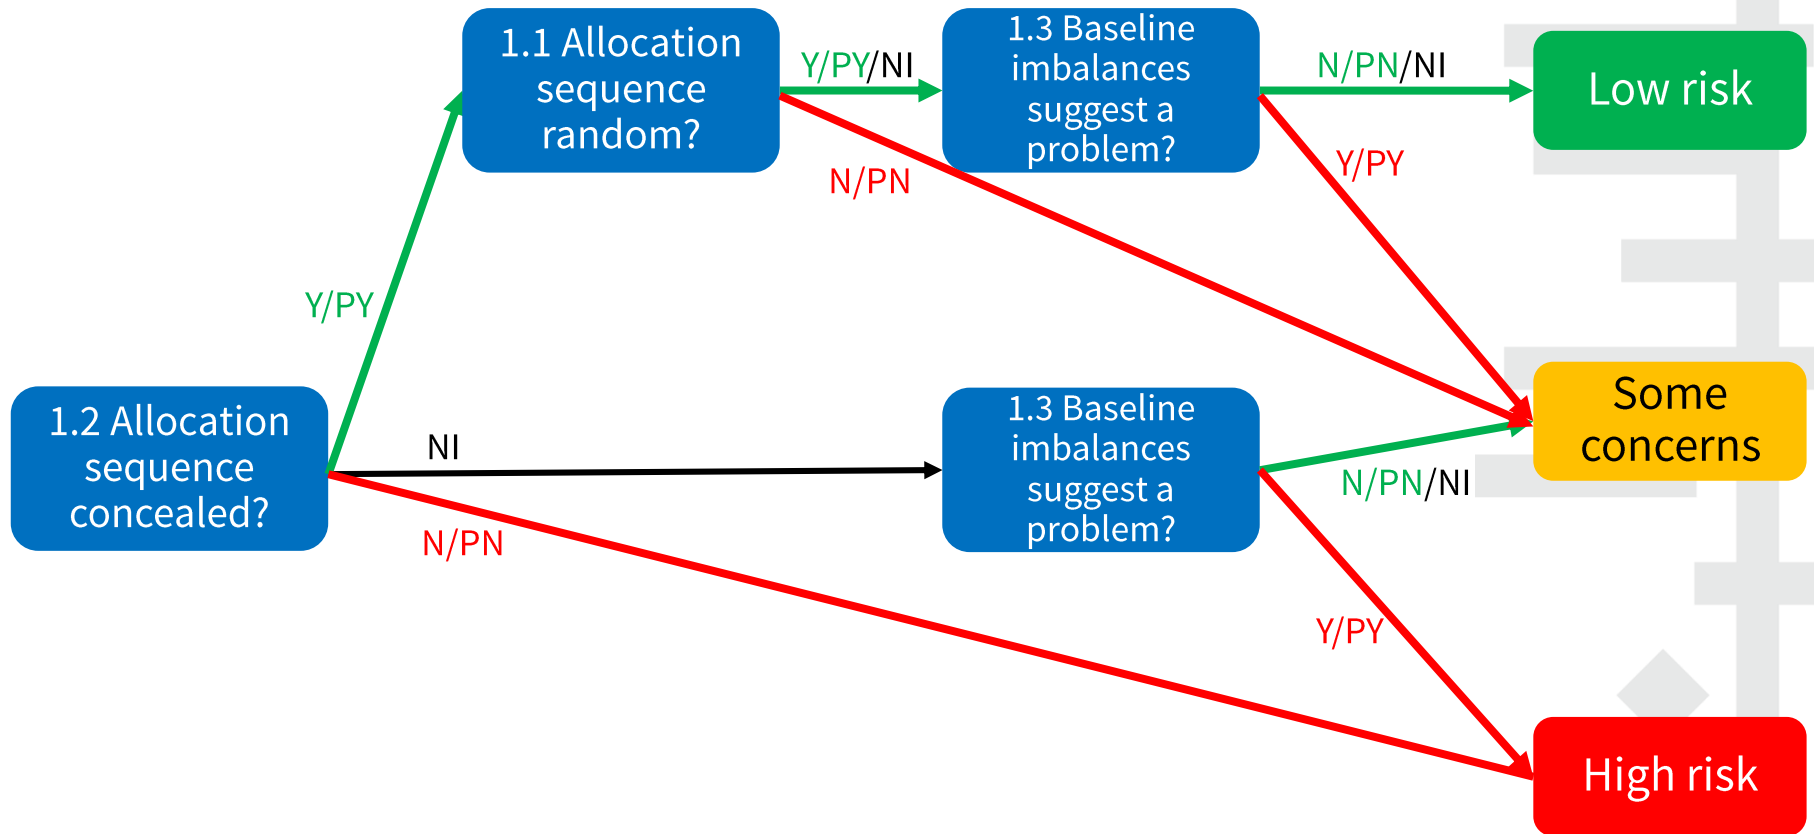 1.1 Allocation
sequence
random?
Y/PY/NI
N/PN
1.3 Baseline
imbalances
suggest a
problem?
N/PN/NI
Y/PY
Low risk
Y/PY
1.2 Allocation
sequence
concealed?
NI
N/PN
1.3 Baseline
imbalances
suggest a
problem?
N/PN/NI
Y/PY
Some
concerns
High risk